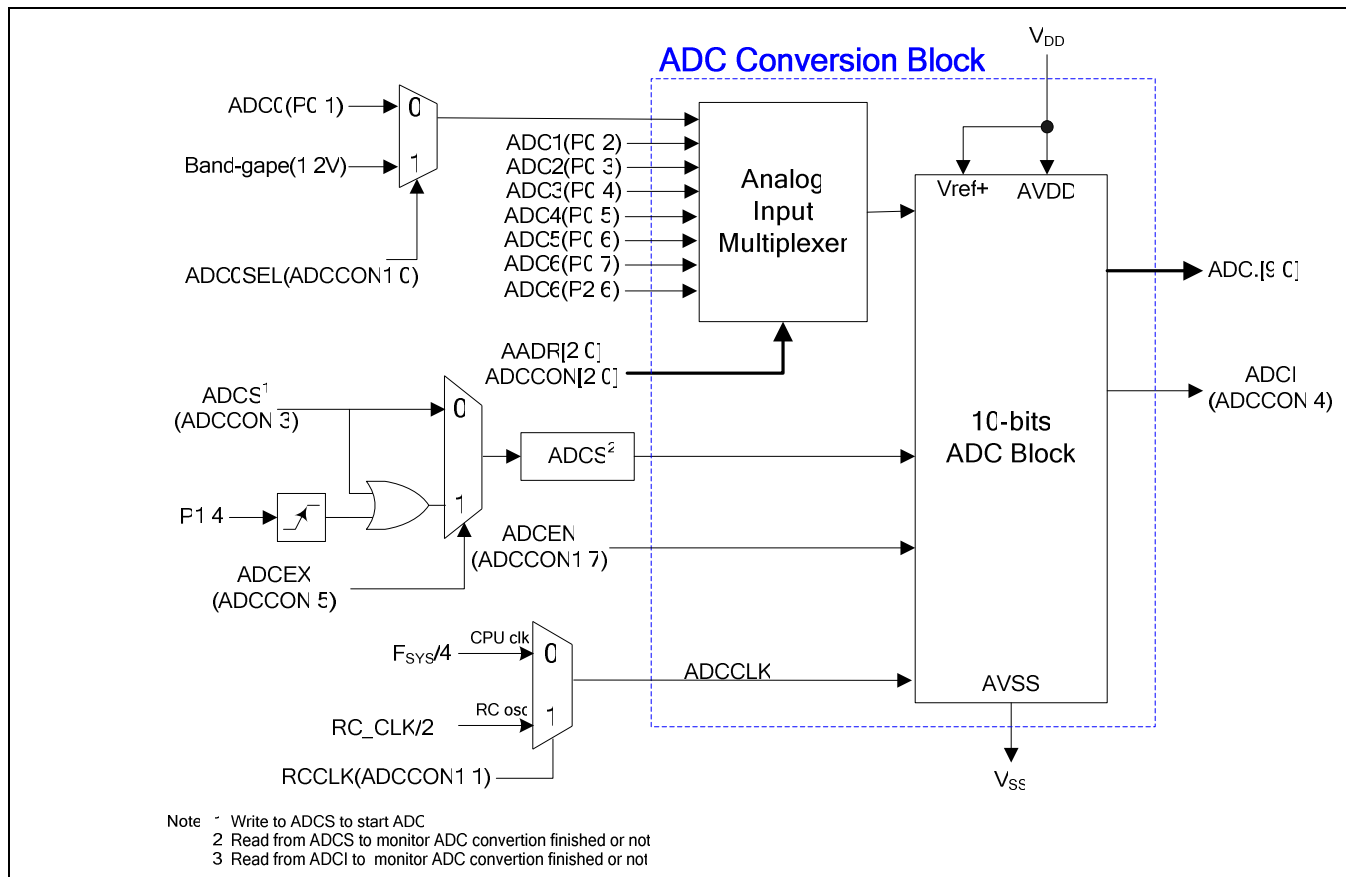 ADC Conversion Block
VDD
ADC0(P0 1)
0
Band-gape(1 2V)
1
ADC0SEL(ADCCON1 0)
ADC1(P0 2)
ADC2(P0 3)
ADC3(P0 4)
ADC4(P0 5)
ADC5(P0 6)
ADC6(P0 7)
ADC6(P2 6)
Analog
Input
Multiplexer
Vref+ AVDD
AADR[2 0]
ADCCON[2 0]
ADC.[9 0]
ADCI
(ADCCON 4)
ADCS1
(ADCCON 3)
0
1
ADCS2
10-bits
ADC Block
P1 4
ADCEX
(ADCCON 5)
ADCEN
(ADCCON1 7)
FSYS/4
CPU clk
0
RC_CLK/2
RC osc
1
RCCLK(ADCCON1 1)
ADCCLK
AVSS
VSS
Note 1 Write to ADCS to start ADC
2 Read from ADCS to monitor ADC convertion finished or not
3 Read from ADCI to monitor ADC convertion finished or not